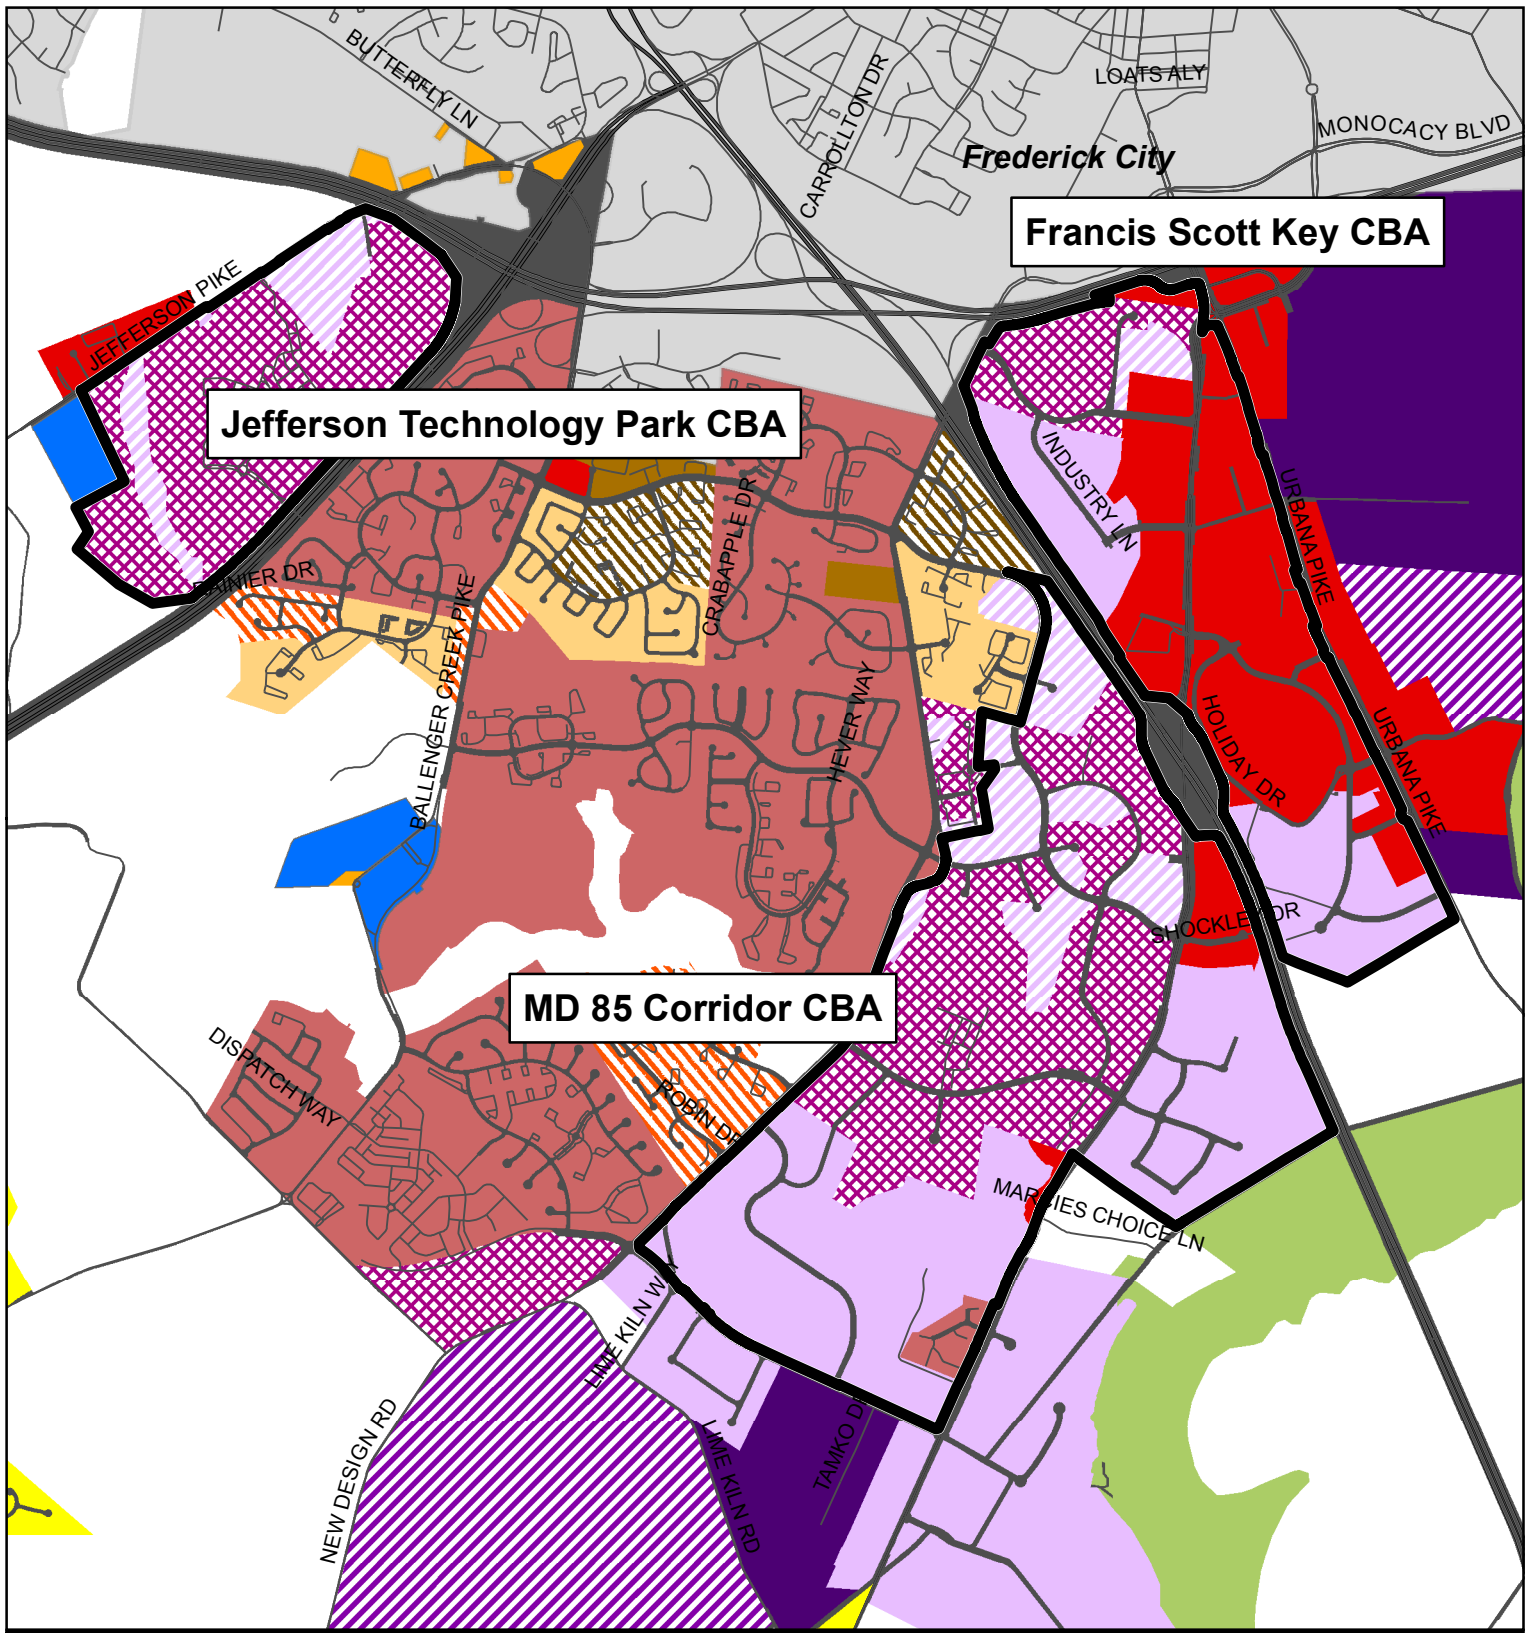 BUTTERFLY LN
CARROLLTON DR
LOATS ALY
MONOCACY BLVD
Frederick City
Francis Scott Key CBA
JEFFERSON PIKE
Jefferson Technology Park CBA
INDUSTRY LN
URBANA PIKE
CRABAPPLE DR
RAINIER DR
BALLENGER CREEK PIKE
HEVER WAY
HOLIDAY DR
URBANA PIKE
SHOCKLEY DR
MD 85 Corridor CBA
DISPATCH WAY
ROBIN DR
MARCIES CHOICE LN
LIME KILN WAY
NEW DESIGN RD
LIME KILN RD
TAMKO DR